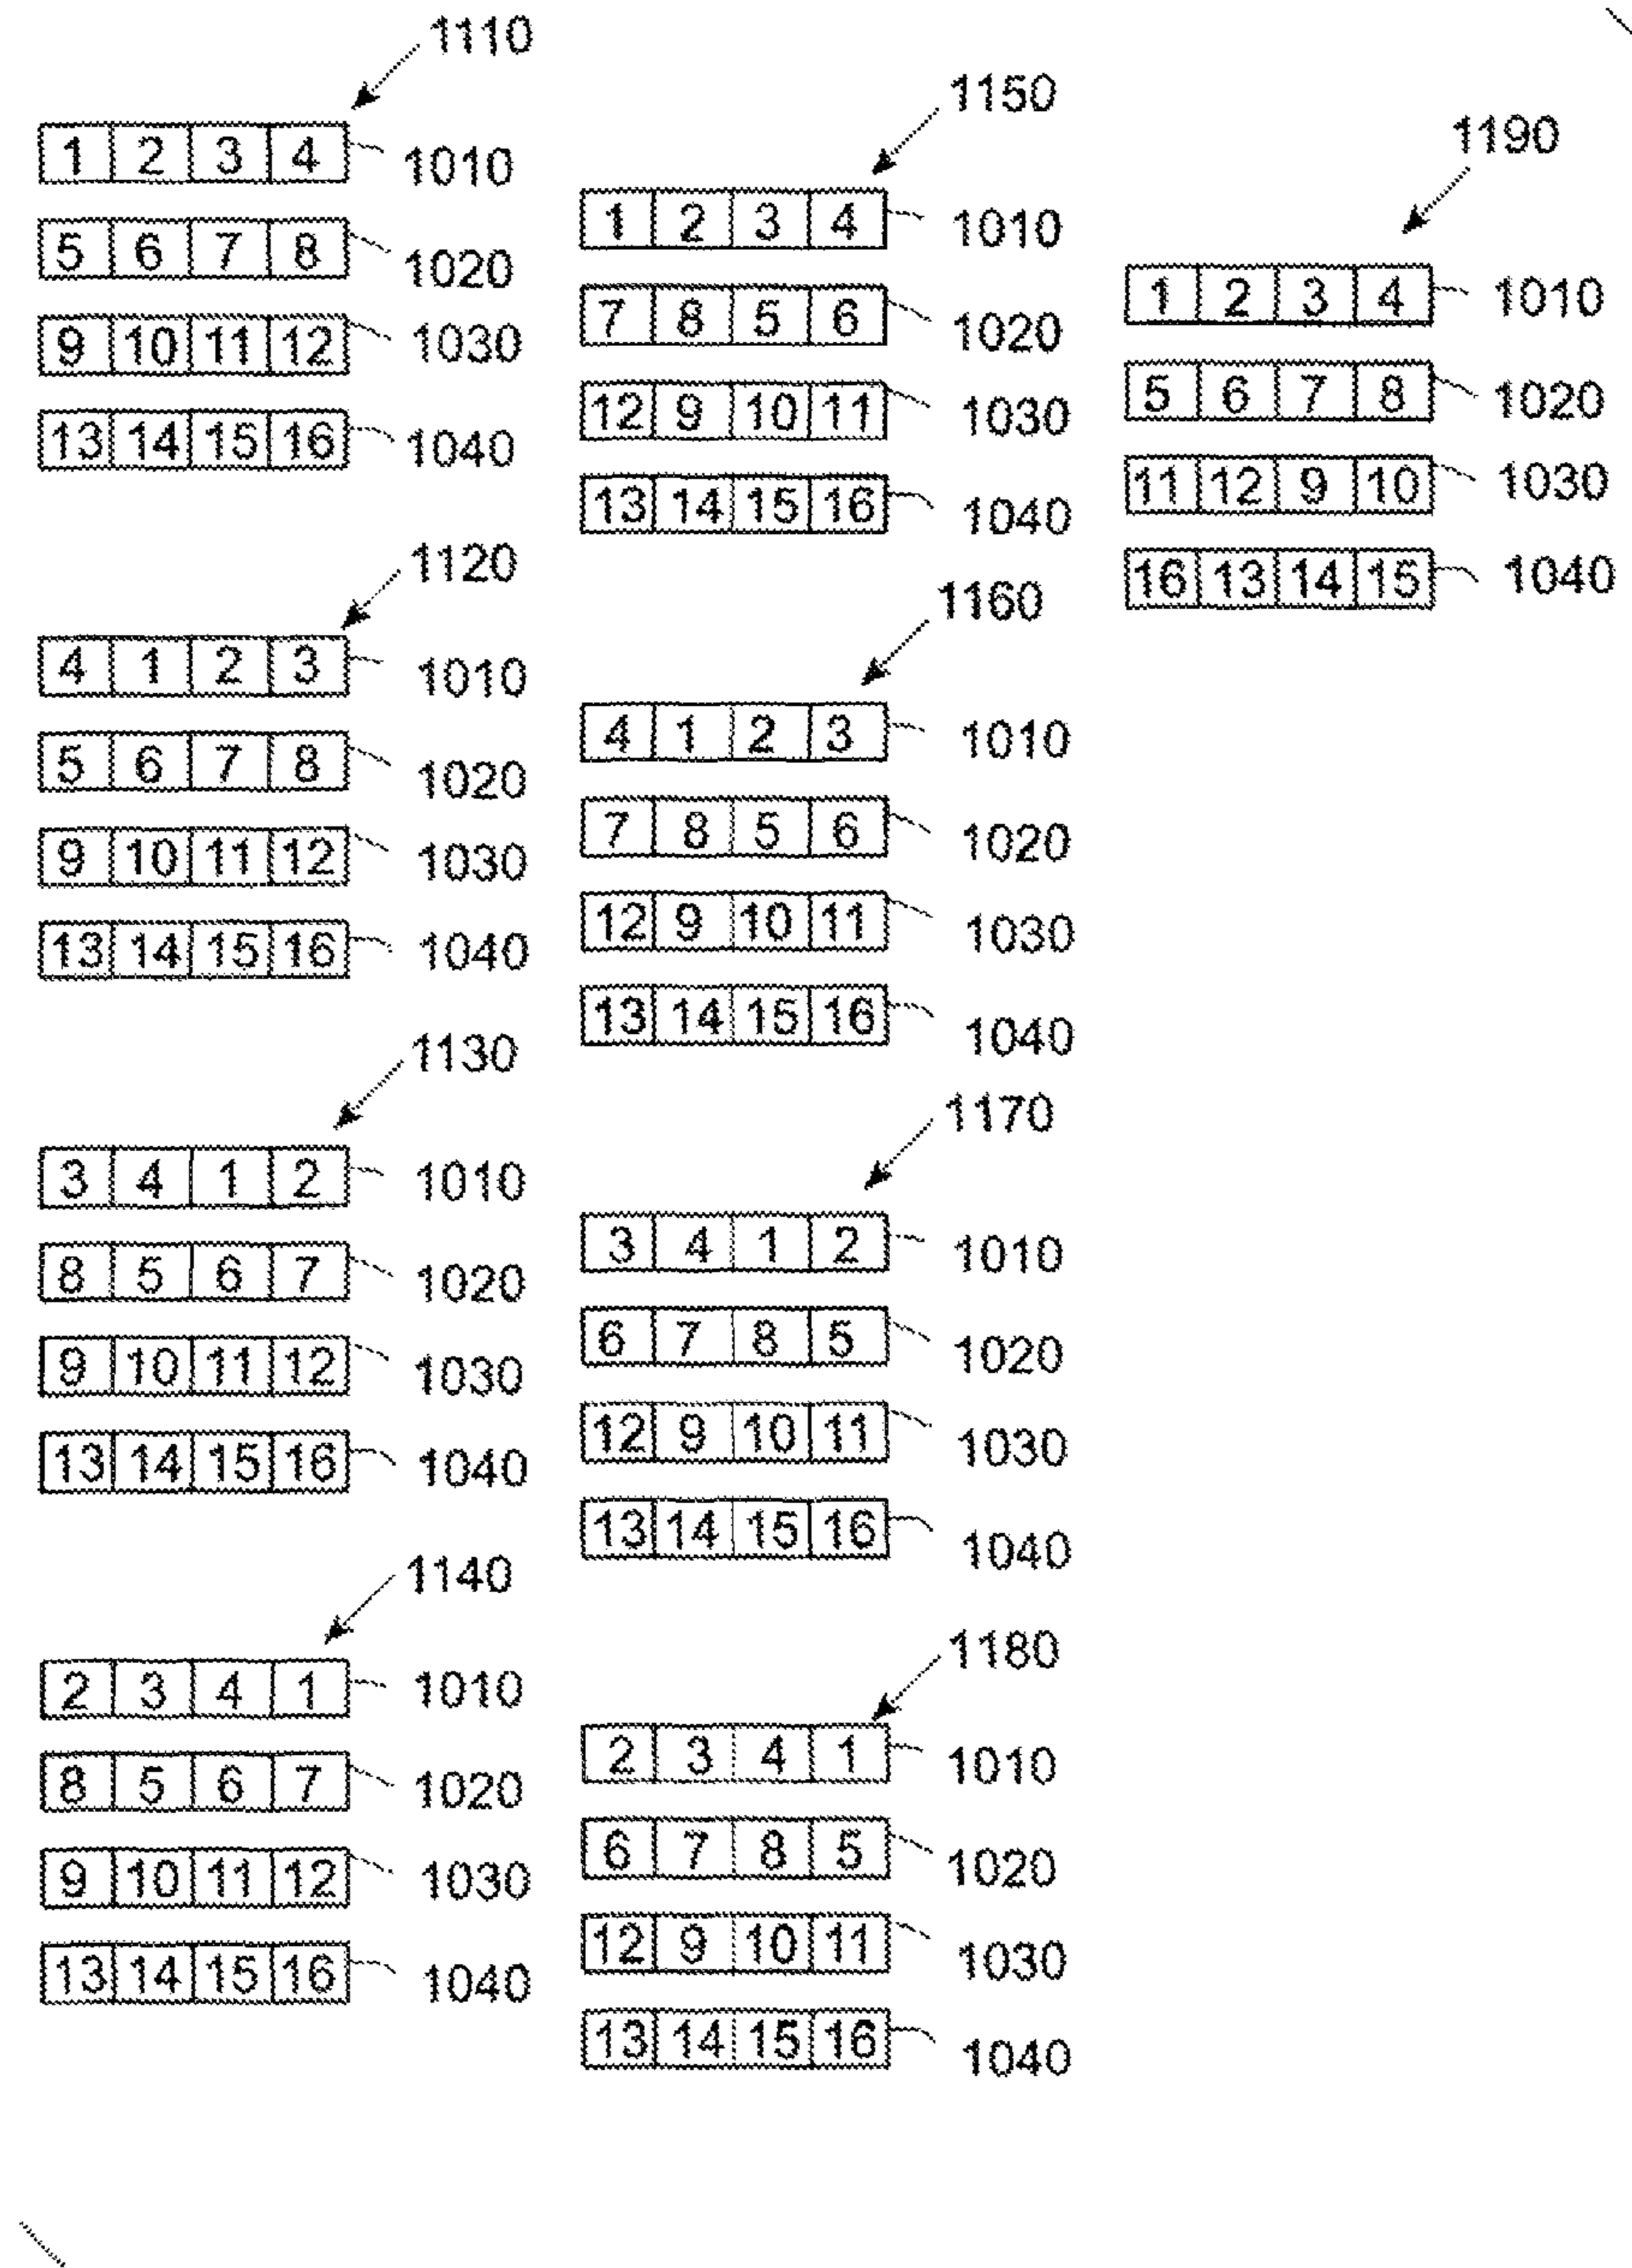 1110
1 2 3 4 1010
5 6 7 8 1020
9 10 11 12 1030
13 14 15 16 1040
1120
4 1 2 3 1010
5 6 7 8 1020
9 10 11 12 1030
13 14 15 16 1040
1130
3 4 1 2 1010
8 5 6 7 1020
9 10 11 12 1030
13 14 15 16 1040
1140
2 3 4 1 1010
8 5 6 7 1020
9 10 11 12 1030
13 14 15 16 1040
1150
1 2 3 4 1010
7 8 5 6 1020
12 9 10 11 1030
13 14 15 16 1040
1160
4 1 2 3 1010
7 8 5 6 1020
12 9 10 11 1030
13 14 15 16 1040
1170
3 4 1 2 1010
6 7 8 5 1020
12 9 10 11 1030
13 14 15 16 1040
1180
2 3 4 1 1010
6 7 8 5 1020
12 9 10 11 1030
13 14 15 16 1040
1190
1 2 3 4 1010
5 6 7 8 1020
11 12 9 10 1030
16 13 14 15 1040